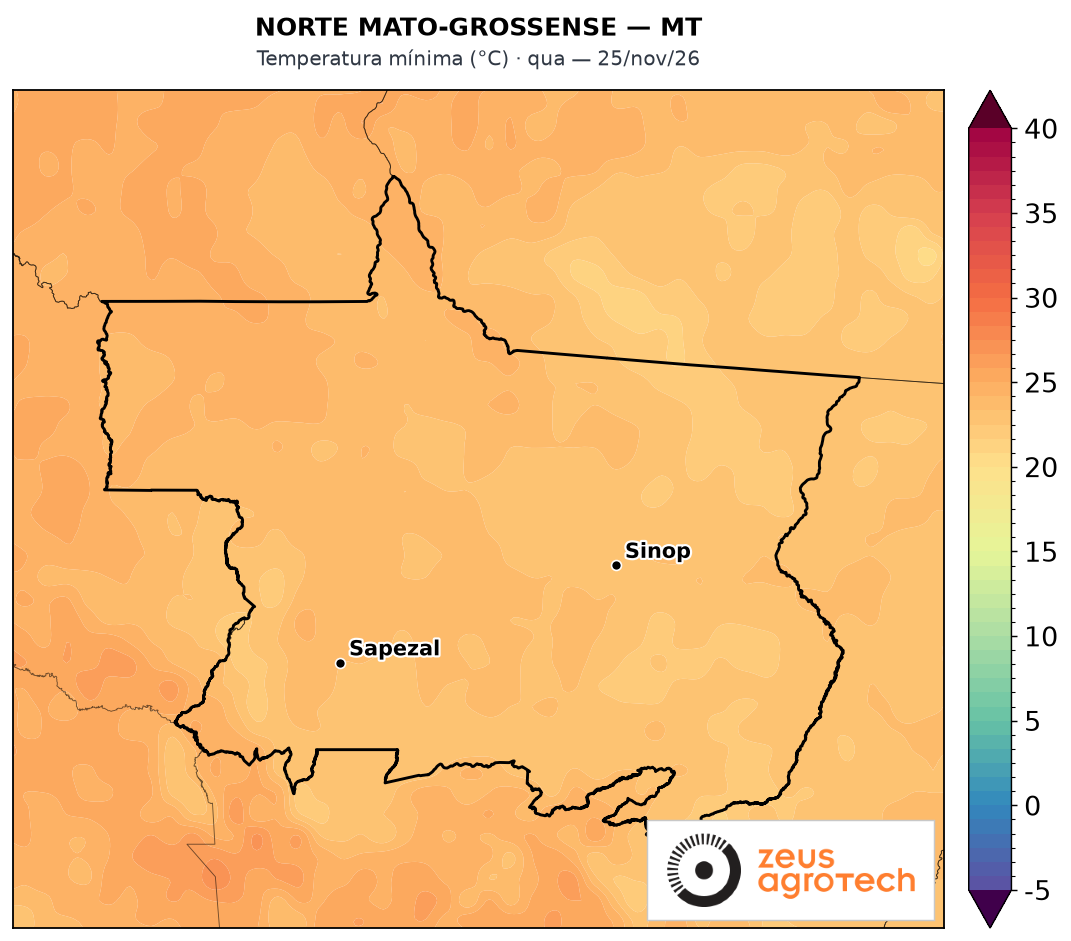 NORTE MATO-GROSSENSE — MT
Temperatura mínima (°C) · qua — 25/nov/26
40
35
30
25
20
15
10
5
0
-5
Sinop
Sapezal
zeus
agrotech